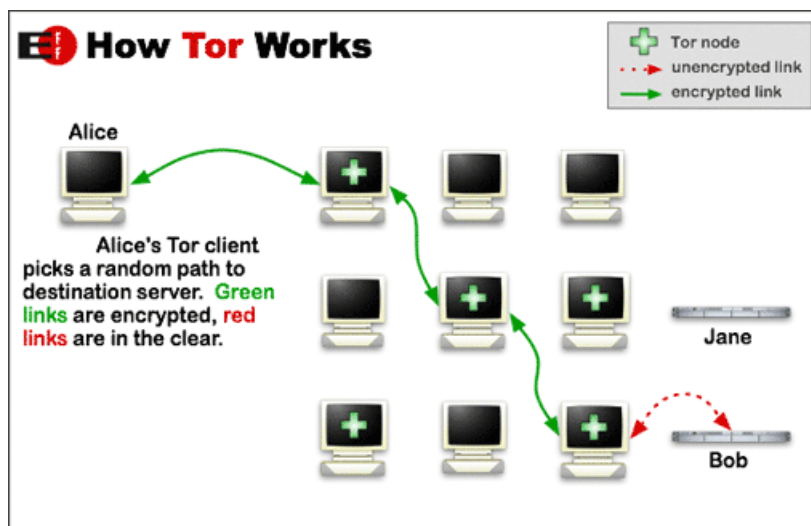 EFF How Tor Works
Tor node
unencrypted link
encrypted link
Alice
Alice's Tor client
picks a random path to
destination server. Green
links are encrypted, red
links are in the clear.
Jane
Bob